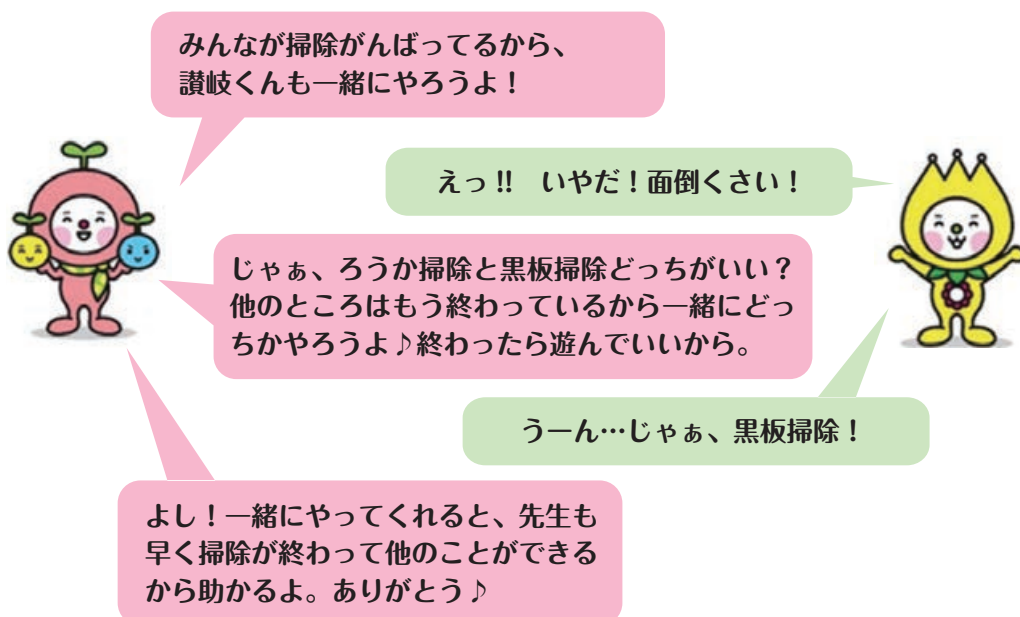 みんなが掃除がんばってるから、
讃岐くんも一緒にやろうよ！
えっ!!　いやだ！面倒くさい！
じゃぁ、ろうか掃除と黒板掃除どっちがいい？
他のところはもう終わっているから一緒にどっ
ちかやろうよ♪終わったら遊んでいいから。
うーん…じゃぁ、黒板掃除！
よし！一緒にやってくれると、先生も
早く掃除が終わって他のことができる
から助かるよ。ありがとう♪